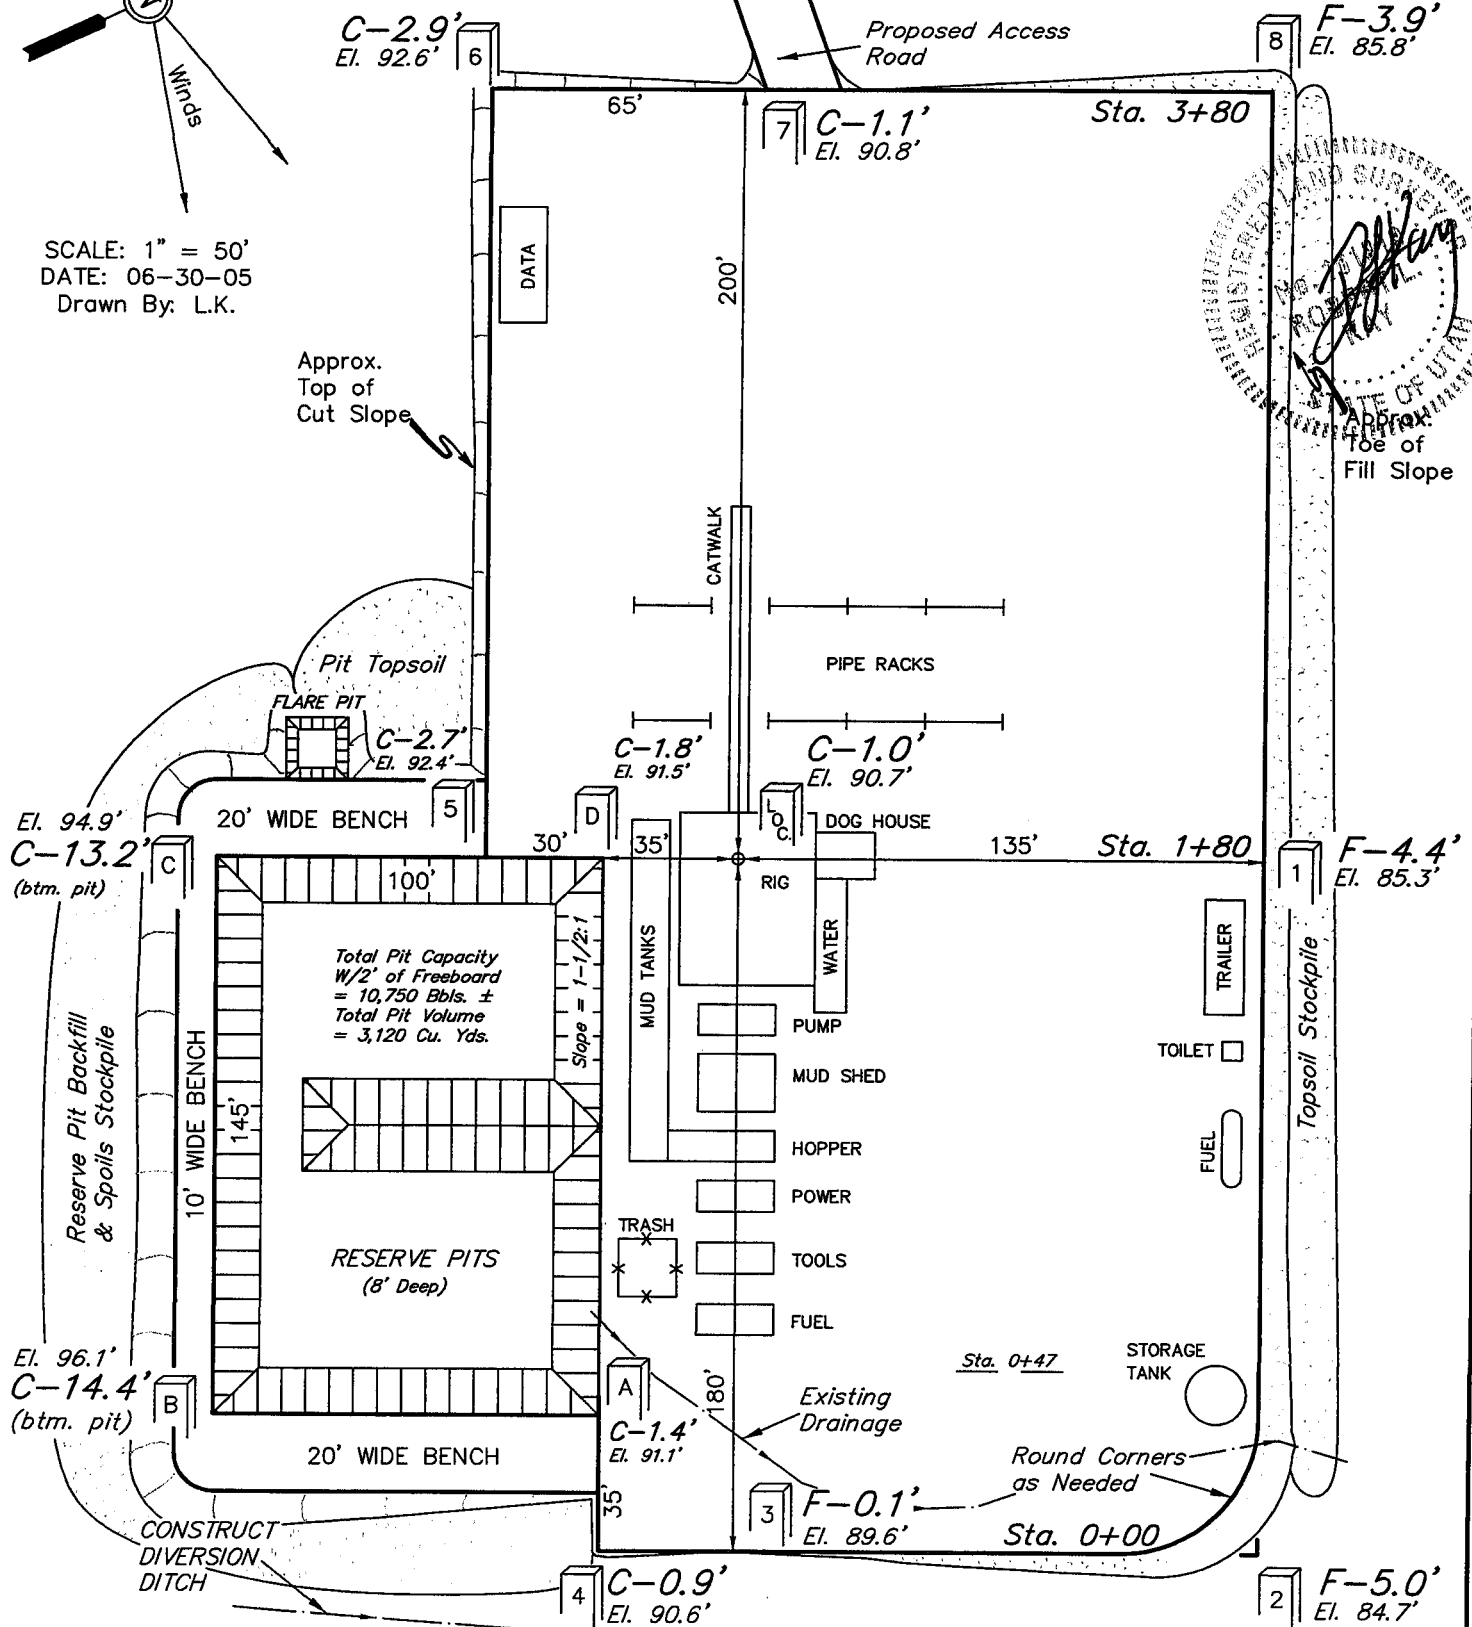 C-2.9'
El. 92.6'
6
Proposed Access
Road
8
F-3.9'
El. 85.8'
Winds
65'
7
C-1.1'
El. 90.8'
Sta. 3+80
SCALE: 1" = 50'
DATE: 06-30-05
Drawn By: L.K.
DATA
200'
REGISTERED LAND SURVEYOR
No.
KAY
STATE OF UTAH
Approx.
Top of
Cut Slope
Approx.
Toe of
Fill Slope
CATWALK
PIPE RACKS
Pit Topsoil
FLARE PIT
C-2.7'
El. 92.4'
C-1.8'
El. 91.5'
C-1.0'
El. 90.7'
5
D
LOC.
DOG HOUSE
El. 94.9'
C-13.2'
(btm. pit)
C
20' WIDE BENCH
30'
35'
135'
Sta. 1+80
1
F-4.4'
El. 85.3'
100'
RIG
Total Pit Capacity
W/2' of Freeboard
= 10,750 Bbls. ±
Total Pit Volume
= 3,120 Cu. Yds.
Slope = 1-1/2:1
MUD TANKS
WATER
TRAILER
Topsoil Stockpile
PUMP
TOILET
MUD SHED
Reserve Pit Backfill
& Spoils Stockpile
10' WIDE BENCH
145'
HOPPER
FUEL
POWER
RESERVE PITS
(8' Deep)
TRASH
TOOLS
FUEL
El. 96.1'
C-14.4'
(btm. pit)
B
A
C-1.4'
El. 91.1'
180'
Sta. 0+47
STORAGE
TANK
Existing
Drainage
20' WIDE BENCH
Round Corners
as Needed
35'
3
F-0.1'
El. 89.6'
Sta. 0+00
CONSTRUCT
DIVERSION
DITCH
4
C-0.9'
El. 90.6'
2
F-5.0'
El. 84.7'